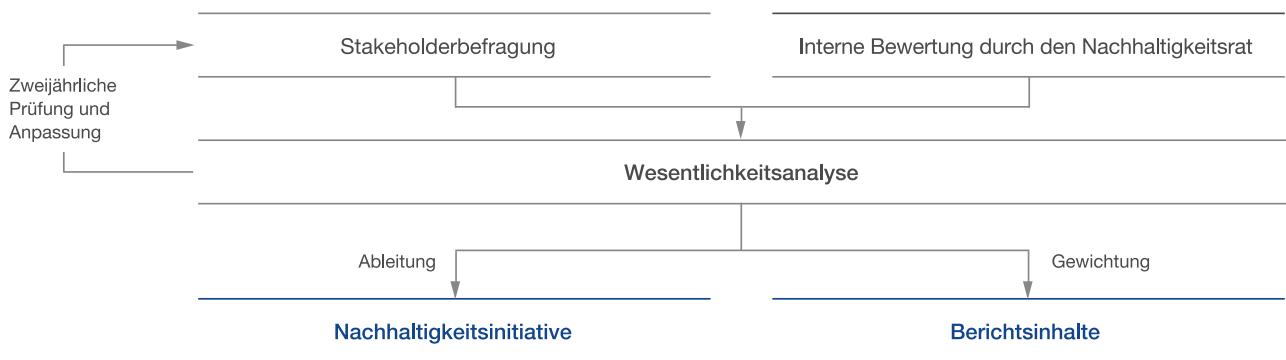 Stakeholderbefragung
Interne Bewertung durch den Nachhaltigkeitsrat
Zweijährliche
Prüfung und
Anpassung
Wesentlichkeitsanalyse
Ableitung
Gewichtung
Nachhaltigkeitsinitiative
Berichtsinhalte